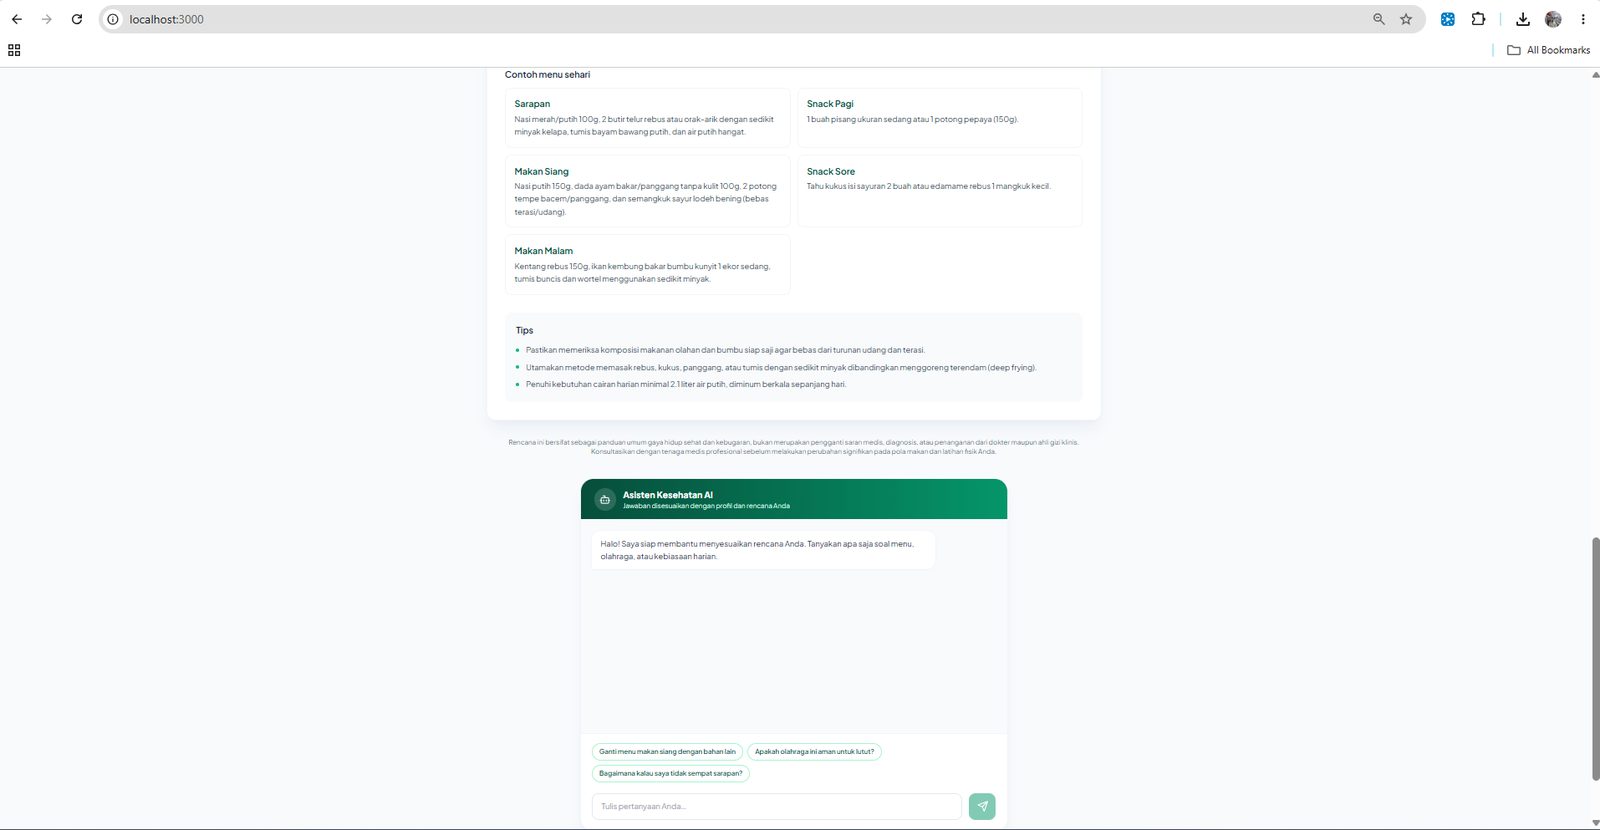 localhost:3000
All Bookmarks
Contoh menu sehari
Sarapan
Nasi merah/putih 100g, 2 butir telur rebus atau orak-arik dengan sedikit
minyak kelapa, tumis bayam bawang putih, dan air putih hangat.
Snack Pagi
1 buah pisang ukuran sedang atau 1 potong pepaya (150g).
Makan Siang
Nasi putih 150g, dada ayam bakar/panggang tanpa kulit 100g, 2 potong
tempe bacem/panggang, dan semangkuk sayur lodeh bening (bebas
terasi/udang).
Snack Sore
Tahu kukus isi sayuran 2 buah atau edamame rebus 1 mangkuk kecil.
Makan Malam
Kentang rebus 150g, ikan kembung bakar bumbu kunyit 1 ekor sedang,
tumis buncis dan wortel menggunakan sedikit minyak.
Tips
Pastikan memeriksa komposisi makanan olahan dan bumbu siap saji agar bebas dari turunan udang dan terasi.
Utamakan metode memasak rebus, kukus, panggang, atau tumis dengan sedikit minyak dibandingkan menggoreng terendam (deep frying).
Penuhi kebutuhan cairan harian minimal 2.1 liter air putih, diminum berkala sepanjang hari.
Rencana ini bersifat sebagai panduan umum gaya hidup sehat dan kebugaran, bukan merupakan pengganti saran medis, diagnosis, atau penanganan dari dokter maupun ahli gizi klinis.
Konsultasikan dengan tenaga medis profesional sebelum melakukan perubahan signifikan pada pola makan dan latihan fisik Anda.
Asisten Kesehatan AI
Jawaban disesuaikan dengan profil dan rencana Anda
Halo! Saya siap membantu menyesuaikan rencana Anda. Tanyakan apa saja soal menu,
olahraga, atau kebiasaan harian.
Ganti menu makan siang dengan bahan lain
Apakah olahraga ini aman untuk lutut?
Bagaimana kalau saya tidak sempat sarapan?
Tulis pertanyaan Anda...